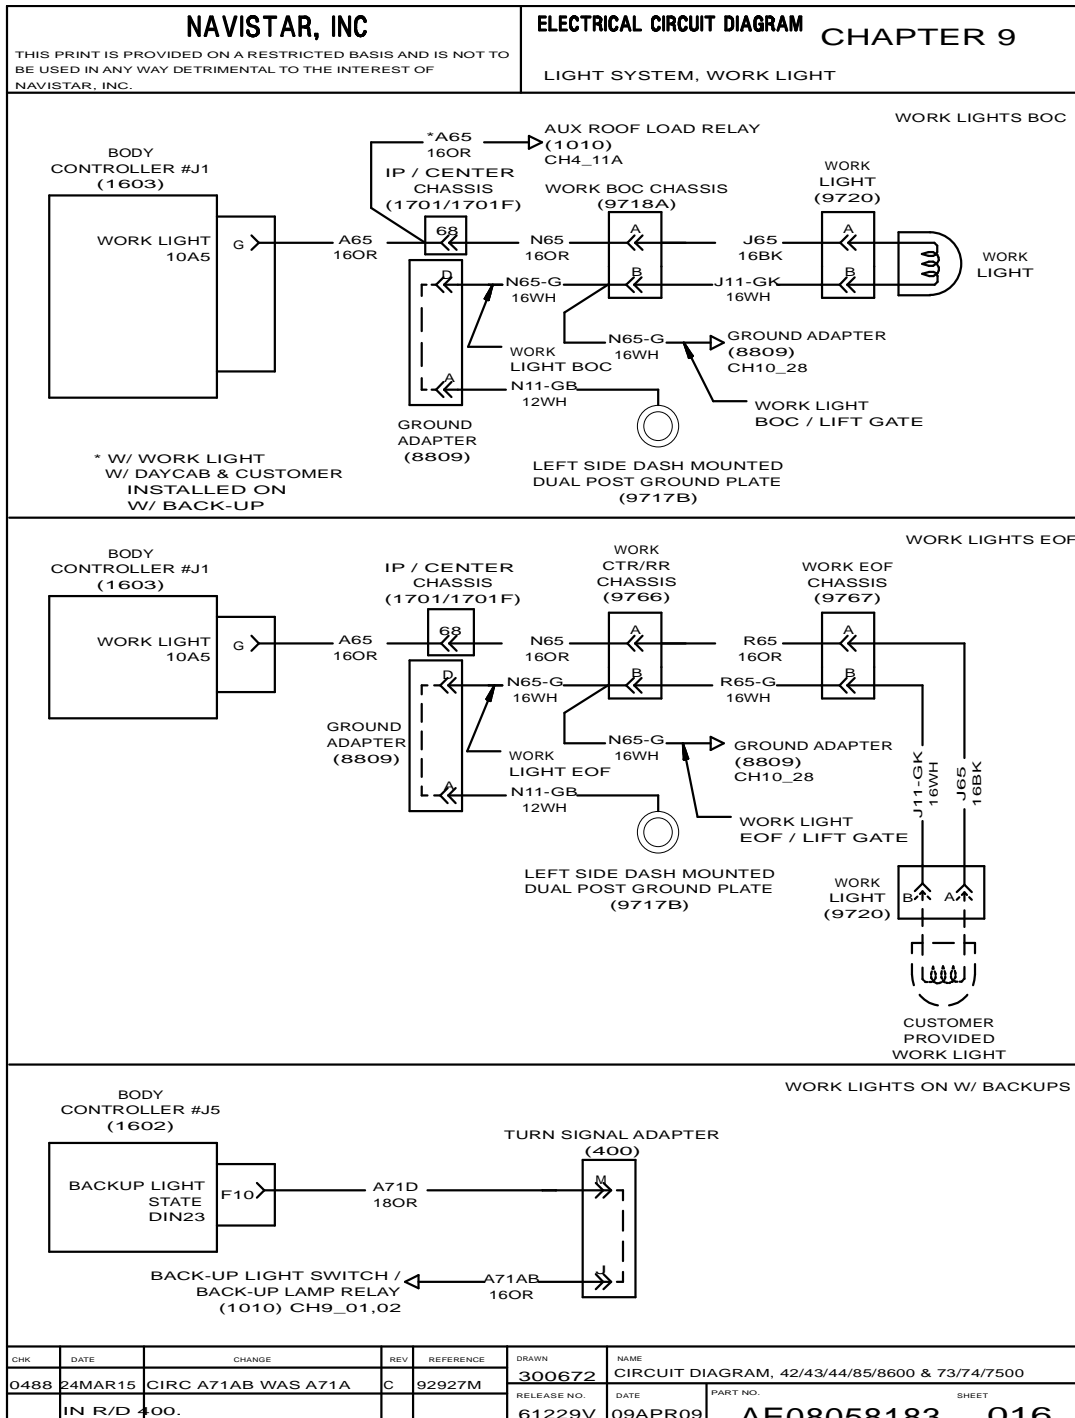 NAVISTAR, INC
THIS PRINT IS PROVIDED ON A RESTRICTED BASIS AND IS NOT TO
BE USED IN ANY WAY DETRIMENTAL TO THE INTEREST OF
NAVISTAR, INC.
ELECTRICAL CIRCUIT DIAGRAM
CHAPTER 9
LIGHT SYSTEM, WORK LIGHT
WORK LIGHTS BOC
BODY
CONTROLLER #J1
(1603)
WORK LIGHT
10A5
G
A65
16OR
*A65
16OR
AUX ROOF LOAD RELAY
(1010)
CH4_11A
IP / CENTER
CHASSIS
(1701/1701F)
68
N65
16OR
WORK BOC CHASSIS
(9718A)
A
B
J65
16BK
J11-GK
16WH
WORK
LIGHT
(9720)
A
B
WORK
LIGHT
D
N65-G
16WH
WORK
LIGHT BOC
N65-G
16WH
GROUND ADAPTER
(8809)
CH10_28
WORK LIGHT
BOC / LIFT GATE
A
N11-GB
12WH
GROUND
ADAPTER
(8809)
LEFT SIDE DASH MOUNTED
DUAL POST GROUND PLATE
(9717B)
* W/ WORK LIGHT
W/ DAYCAB & CUSTOMER
INSTALLED ON
W/ BACK-UP
WORK LIGHTS EOF
BODY
CONTROLLER #J1
(1603)
WORK LIGHT
10A5
G
A65
16OR
IP / CENTER
CHASSIS
(1701/1701F)
68
N65
16OR
WORK
CTR/RR
CHASSIS
(9766)
A
B
R65
16OR
R65-G
16WH
WORK EOF
CHASSIS
(9767)
A
B
D
N65-G
16WH
GROUND
ADAPTER
(8809)
WORK
LIGHT EOF
N65-G
16WH
GROUND ADAPTER
(8809)
CH10_28
WORK LIGHT
EOF / LIFT GATE
A
N11-GB
12WH
LEFT SIDE DASH MOUNTED
DUAL POST GROUND PLATE
(9717B)
J11-GK
16WH
J65
16BK
WORK
LIGHT
(9720)
B
A
CUSTOMER
PROVIDED
WORK LIGHT
WORK LIGHTS ON W/ BACKUPS
BODY
CONTROLLER #J5
(1602)
BACKUP LIGHT
STATE
DIN23
F10
A71D
18OR
TURN SIGNAL ADAPTER
(400)
M
J
A71AB
16OR
BACK-UP LIGHT SWITCH /
BACK-UP LAMP RELAY
(1010) CH9_01,02
CHK DATE CHANGE REV REFERENCE
0488 24MAR15 CIRC A71AB WAS A71A C 92927M
IN R/D 400.
DRAWN
300672
NAME
CIRCUIT DIAGRAM, 42/43/44/85/8600 & 73/74/7500
RELEASE NO.
61229V
DATE
09APR09
PART NO.
AE08058183
SHEET
016